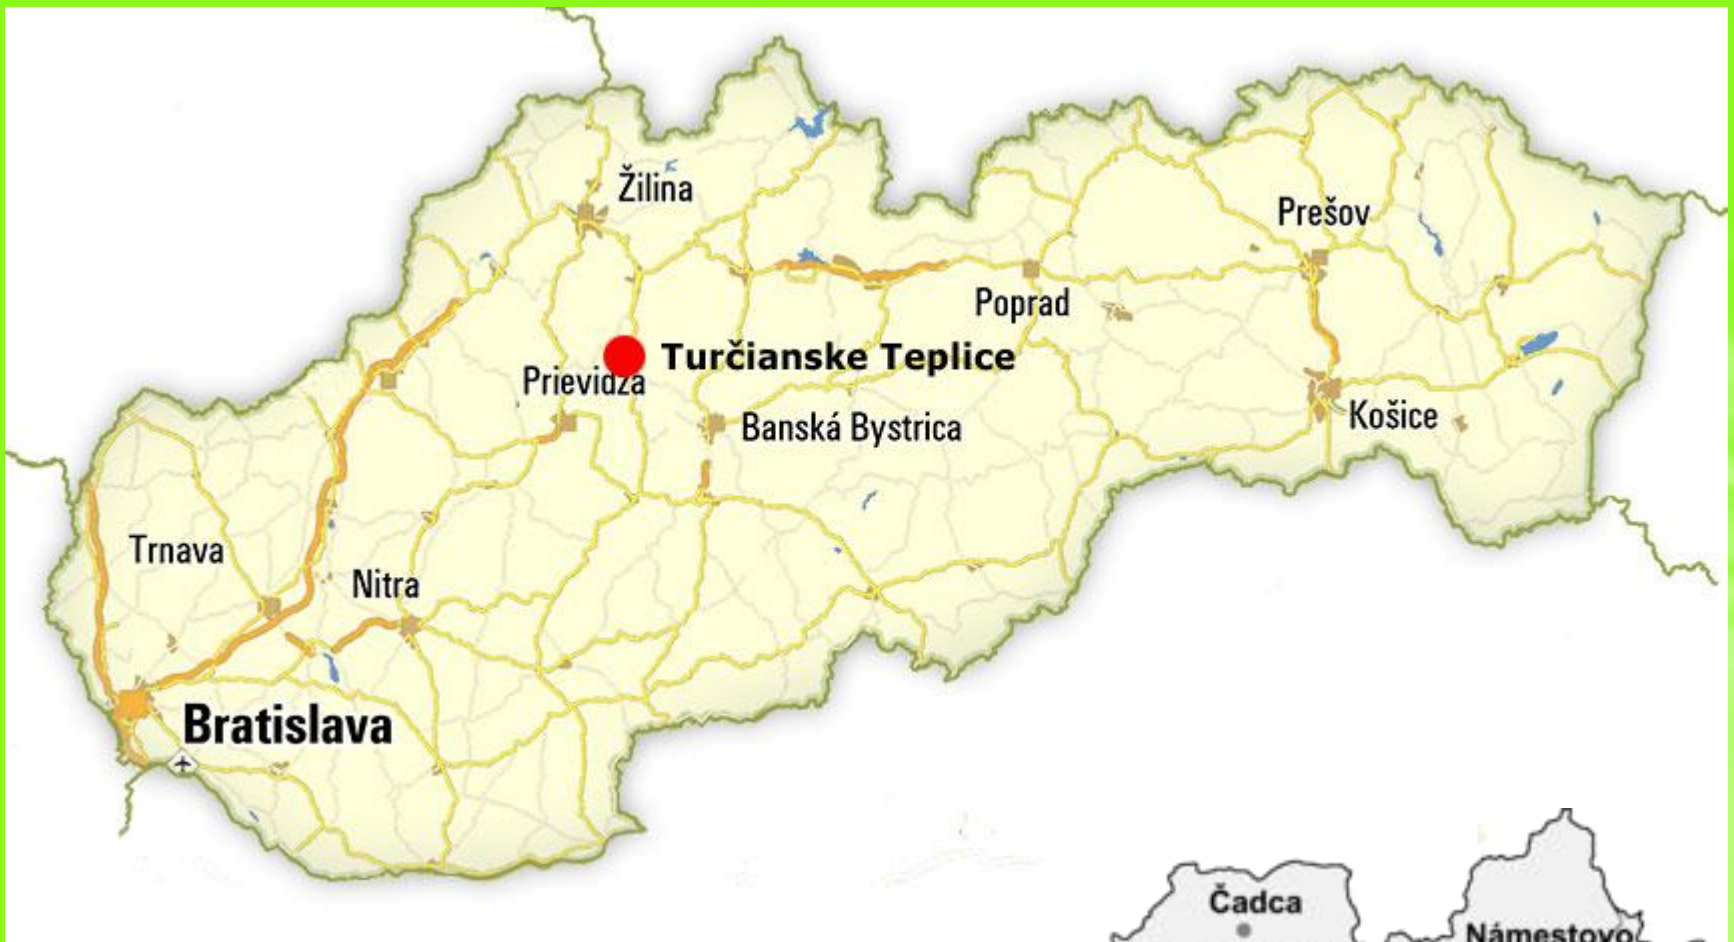 Žilina
Prešov
Poprad
Turčianske Teplice
Prievidza
Košice
Banská Bystrica
Trnava
Nitra
Bratislava
Čadca
Námestovo